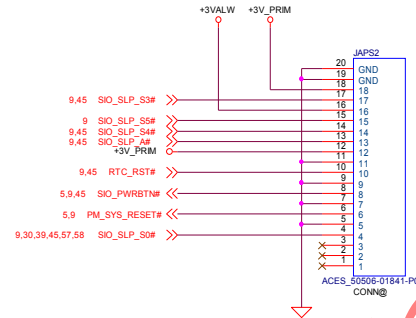 +3VALW +3V_PRIM
JAPS2
20 GND
19 GND
18 18
9,45 SIO_SLP_S3# 17 17
16 16
9 SIO_SLP_S5# 15 15
9,45 SIO_SLP_S4# 14 14
9,45 SIO_SLP_A# 13 13
+3V_PRIM 12 12
11 11
9,45 RTC_RST# 10 10
9 9
5,9,45 SIO_PWRBTN# 8 8
7 7
5,9 PM_SYS_RESET# 6 6
5 5
9,30,39,45,57,58 SIO_SLP_S0# 4 4
3 3
2 2
1 1
ACES_50506-01841-P0
CONN@